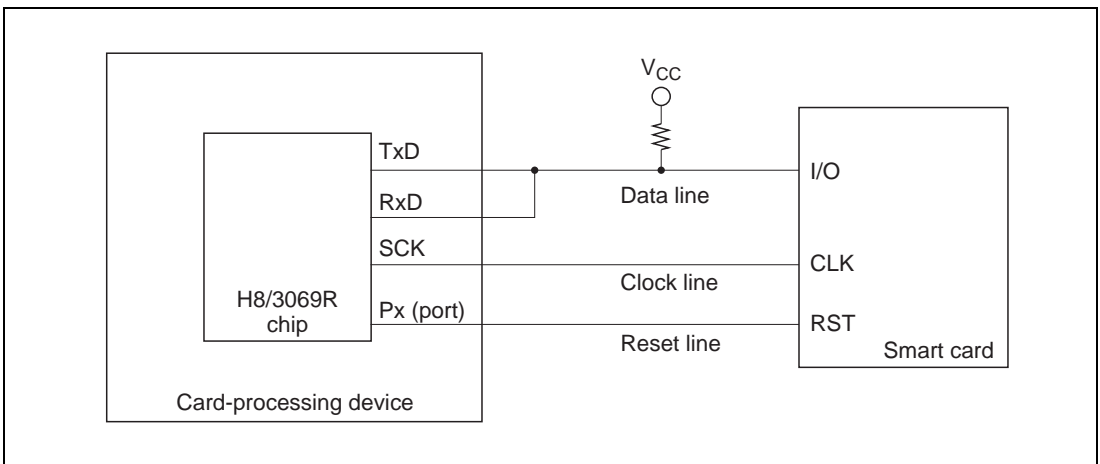 VCC
TxD
RxD
SCK
Px (port)
H8/3069R
chip
Card-processing device
Data line
Clock line
Reset line
I/O
CLK
RST
Smart card